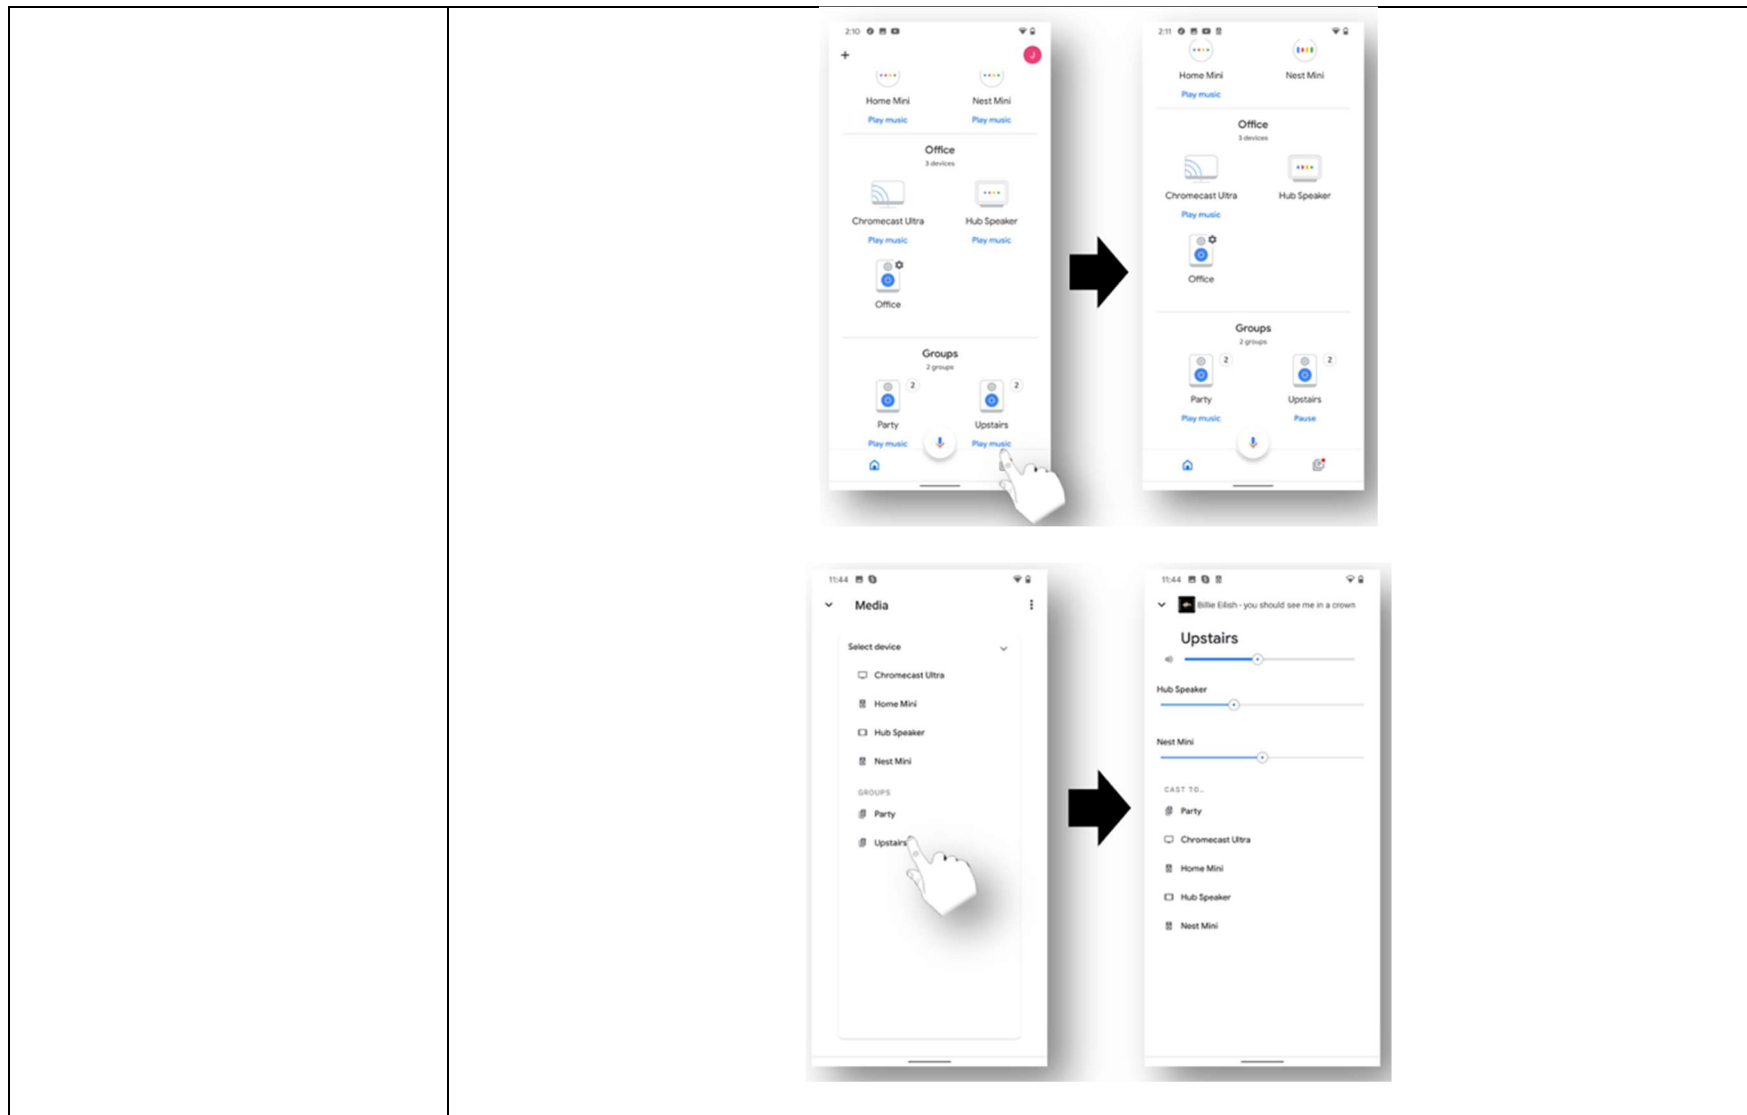 2:10
J
Home Mini Nest Mini
Play music Play music
Office
3 devices
Chromecast Ultra Hub Speaker
Play music Play music
Office
Groups
2 groups
2 2
Party Upstairs
Play music Play music
2:11
Home Mini Nest Mini
Play music
Office
3 devices
Chromecast Ultra Hub Speaker
Play music
Office
Groups
2 groups
2 2
Party Upstairs
Play music Pause
11:44
Media
Select device
Chromecast Ultra
Home Mini
Hub Speaker
Nest Mini
GROUPS
Party
Upstairs
11:44
Billie Eilish - you should see me in a crown
Upstairs
Hub Speaker
Nest Mini
CAST TO...
Party
Chromecast Ultra
Home Mini
Hub Speaker
Nest Mini